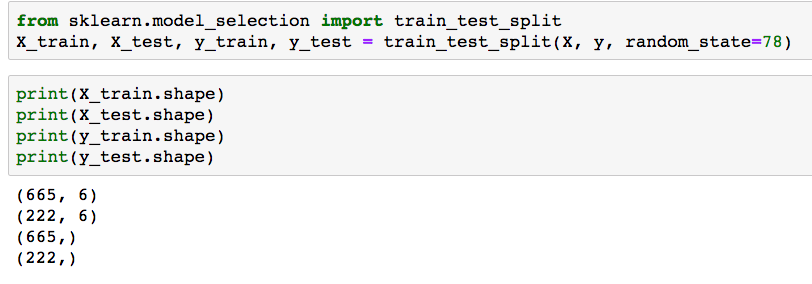 from sklearn.model_selection import train_test_split
X_train, X_test, y_train, y_test = train_test_split(X, y, random_state=78)
print(X_train.shape)
print(X_test.shape)
print(y_train.shape)
print(y_test.shape)
(665, 6)
(222, 6)
(665,)
(222,)